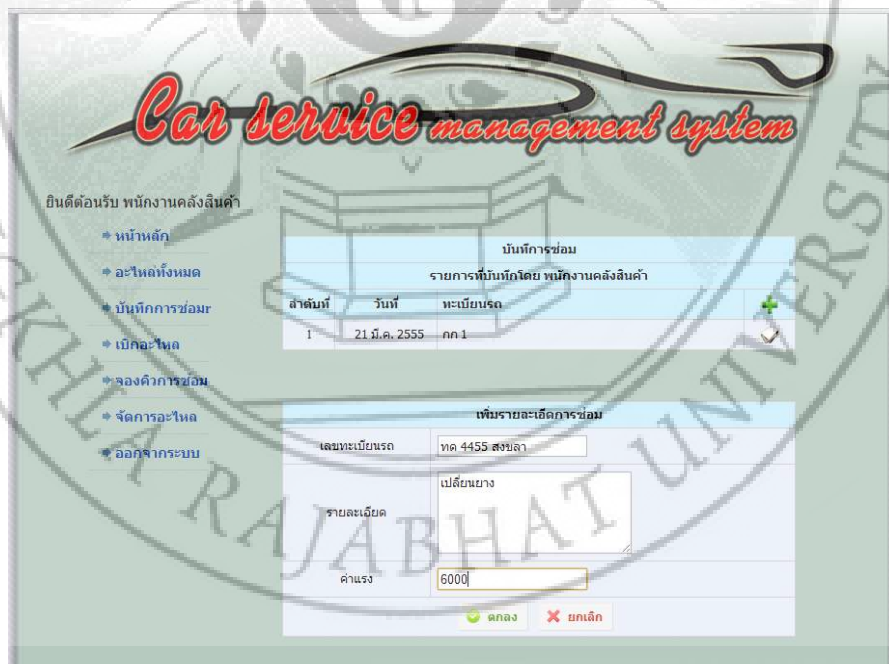 Car service management system
ยินดีต้อนรับ พนักงานคลังสินค้า
หน้าหลัก
อะไหล่ทั้งหมด
บันทึกการซ่อมr
เบิกอะไหล
จองคิวการซ่อม
จัดการอะไหล
ออกจากระบบ
บันทึการซ่อม
รายการที่บันทึกโดย พนักงานคลังสินค้า
ลำดับที่ วันที่ ทะเบียนรถ
1 21 มี.ค. 2555 กก 1
เพิ่มรายละเอ็ดการซ่อม
เลขทะเบียนรถ ทด 4455 สงขลา
รายละเอียด เปลี่ยนยาง
ค่าแรง 6000
ตกลง ยกเลิก
RAJABHAT UNIVERSITY